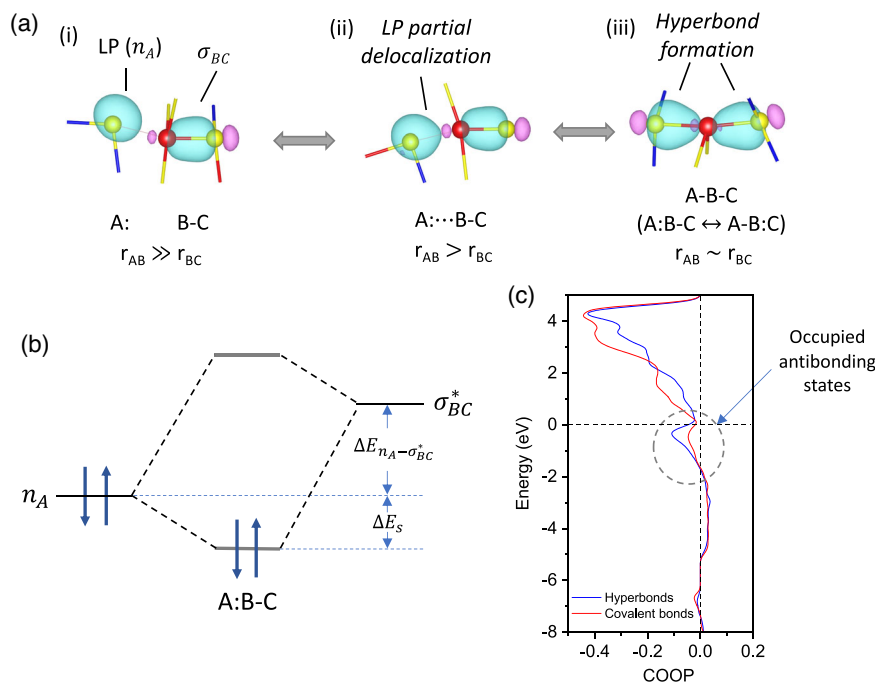 (a)
(i)
LP (n_A)
σ_BC
(ii)
LP partial
delocalization
(iii)
Hyperbond
formation
A: B-C
r_AB ≫ r_BC
A:⋯B-C
r_AB > r_BC
A-B-C
(A:B-C ↔ A-B:C)
r_AB ~ r_BC
(b)
n_A
σ*_BC
ΔE_n_A−σ*_BC
ΔE_s
A:B-C
(c)
Occupied
antibonding
states
Energy (eV)
4
2
0
-2
-4
-6
-8
Hyperbonds
Covalent bonds
-0.4 -0.2 0.0 0.2
COOP